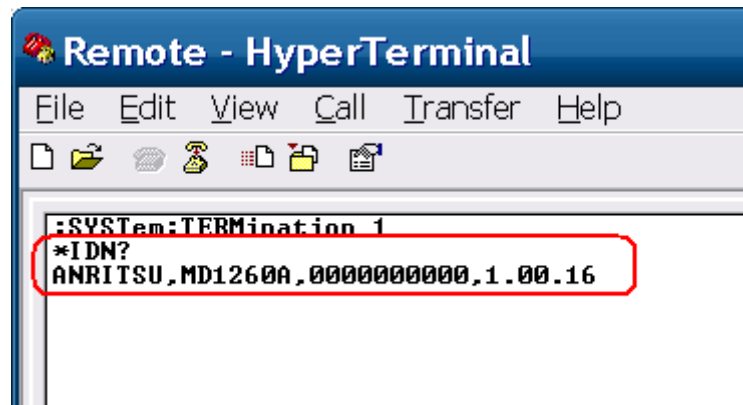 Remote - HyperTerminal
File Edit View Call Transfer Help
:SYSTem:TERMination 1
*IDN?
ANRITSU,MD1260A,0000000000,1.00.16